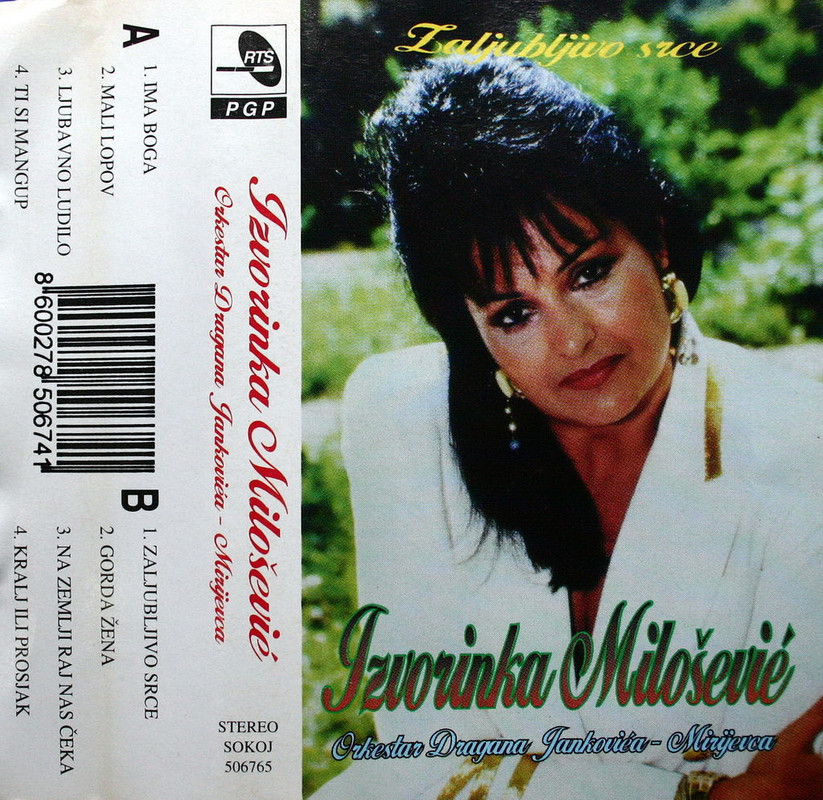 A
1. IMA BOGA
2. MALI LOPOV
3. LJUBAVNO LUDILO
4. TI SI MANGUP
8 600278 506741
B
1. ZALJUBLJIVO SRCE
2. GORDA ŽENA
3. NA ZEMLJI RAJ NAS ČEKA
4. KRALJ ILI PROSJAK
RTS
PGP
Izvorinka Milošević
Orkestar Dragana Jankovića - Mirijevca
STEREO
SOKOJ
506765
Zaljubljivo srce
Izvorinka Milošević
Orkestar Dragana Jankovića - Mirijevca